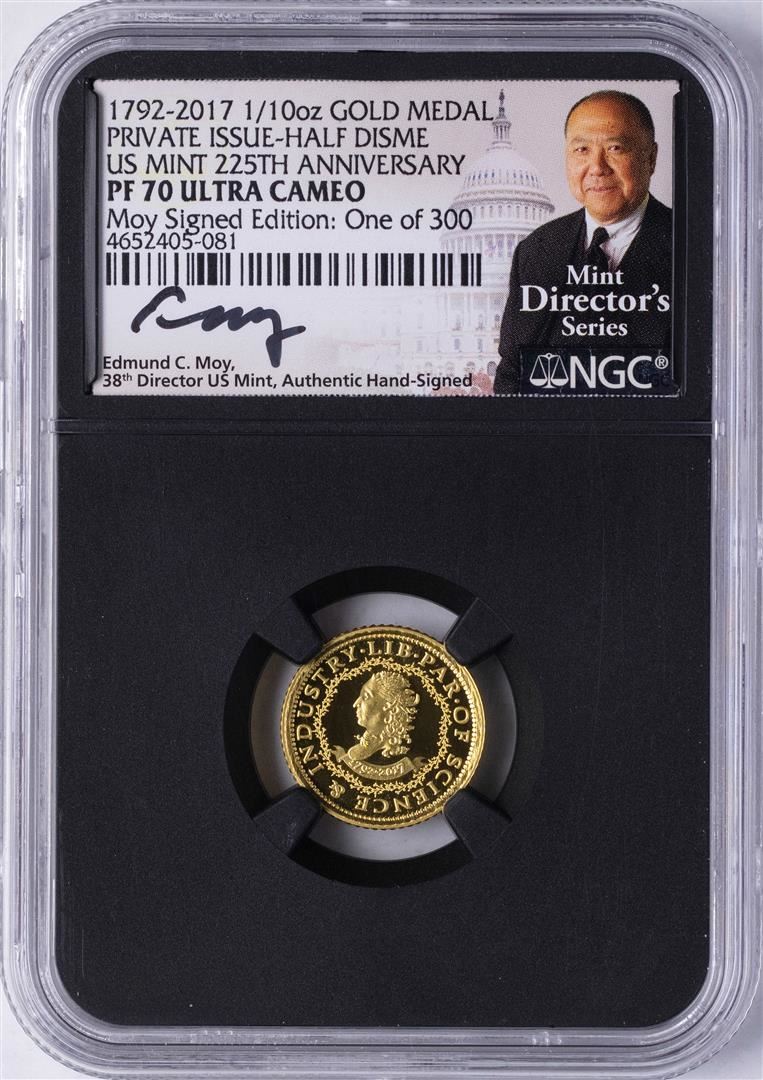 1792-2017 1/10oz GOLD MEDAL
PRIVATE ISSUE-HALF DISME
US MINT 225TH ANNIVERSARY
PF 70 ULTRA CAMEO
Moy Signed Edition: One of 300
4652405-081
Edmund C. Moy,
38th Director US Mint, Authentic Hand-Signed
Mint
Director's
Series
NGC®
LIB·PAR·OF SCIENCE & INDUSTRY·
1792-2017